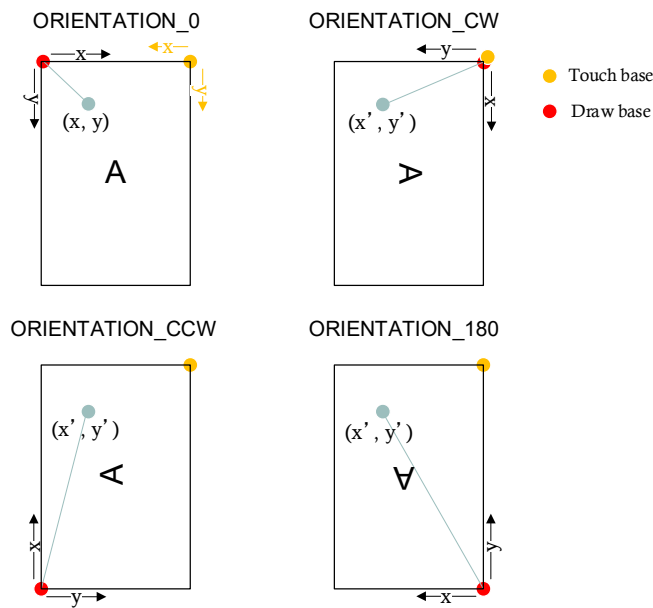 ORIENTATION_0
x
x
y
y
(x, y)
A
ORIENTATION_CW
y
x
(x’, y’)
A
Touch base
Draw base
ORIENTATION_CCW
(x’, y’)
A
x
y
ORIENTATION_180
(x’, y’)
A
y
x